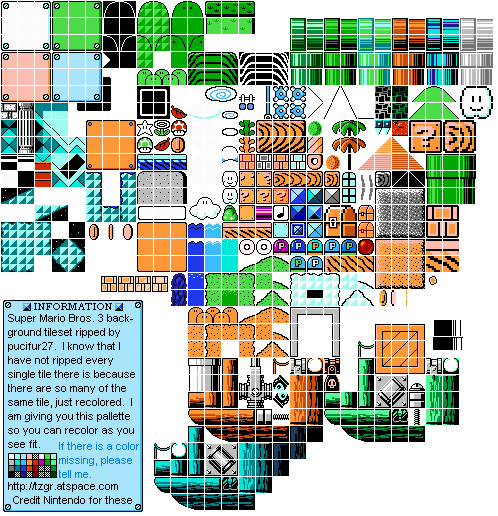 INFORMATION
Super Mario Bros. 3 back-
ground tileset ripped by
pucifur27. I know that I
have not ripped every
single tile there is because
there are so many of the
same tile, just recolored. I
am giving you this pallette
so you can recolor as you
see fit. If there is a color
missing, please
tell me.
http://tzgr.atspace.com
Credit Nintendo for these
P P P P